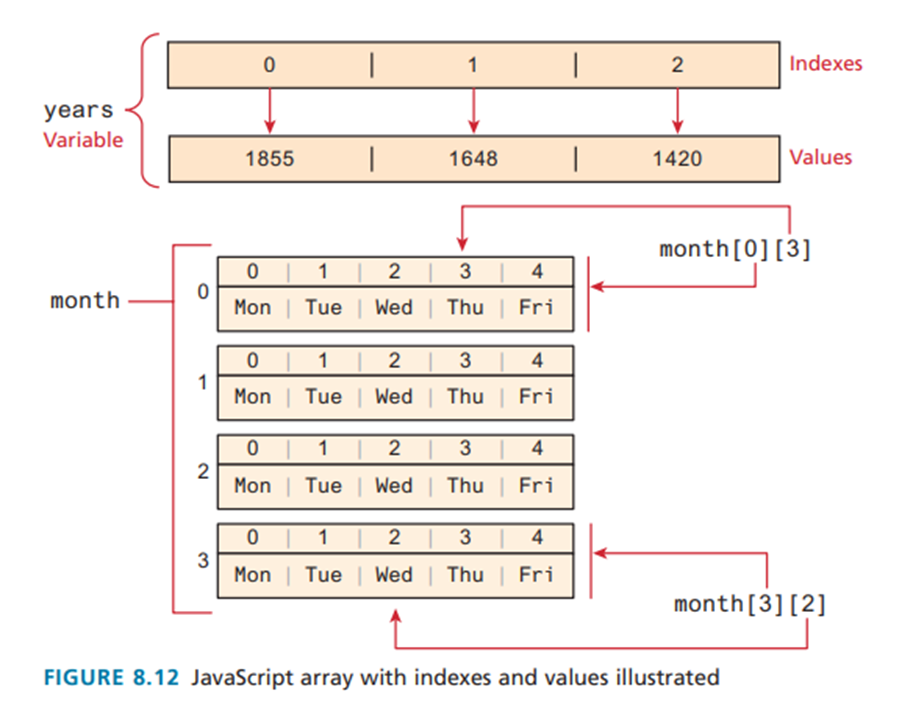 0 | 1 | 2 Indexes
years
Variable
1855 | 1648 | 1420 Values
month[0][3]
month
0
0 | 1 | 2 | 3 | 4
Mon | Tue | Wed | Thu | Fri
1
0 | 1 | 2 | 3 | 4
Mon | Tue | Wed | Thu | Fri
2
0 | 1 | 2 | 3 | 4
Mon | Tue | Wed | Thu | Fri
3
0 | 1 | 2 | 3 | 4
Mon | Tue | Wed | Thu | Fri
month[3][2]
FIGURE 8.12 JavaScript array with indexes and values illustrated